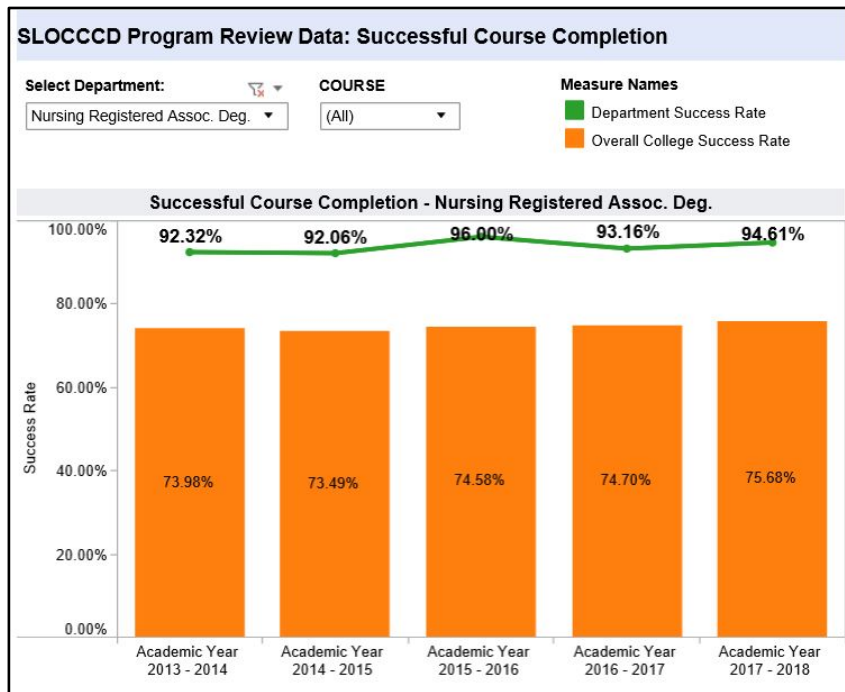 SLOCCCD Program Review Data: Successful Course Completion
Select Department:
Nursing Registered Assoc. Deg.
COURSE
(All)
Measure Names
Department Success Rate
Overall College Success Rate
Successful Course Completion - Nursing Registered Assoc. Deg.
Success Rate
100.00%
80.00%
60.00%
40.00%
20.00%
0.00%
92.32%
92.06%
96.00%
93.16%
94.61%
73.98%
73.49%
74.58%
74.70%
75.68%
Academic Year
2013 - 2014
Academic Year
2014 - 2015
Academic Year
2015 - 2016
Academic Year
2016 - 2017
Academic Year
2017 - 2018